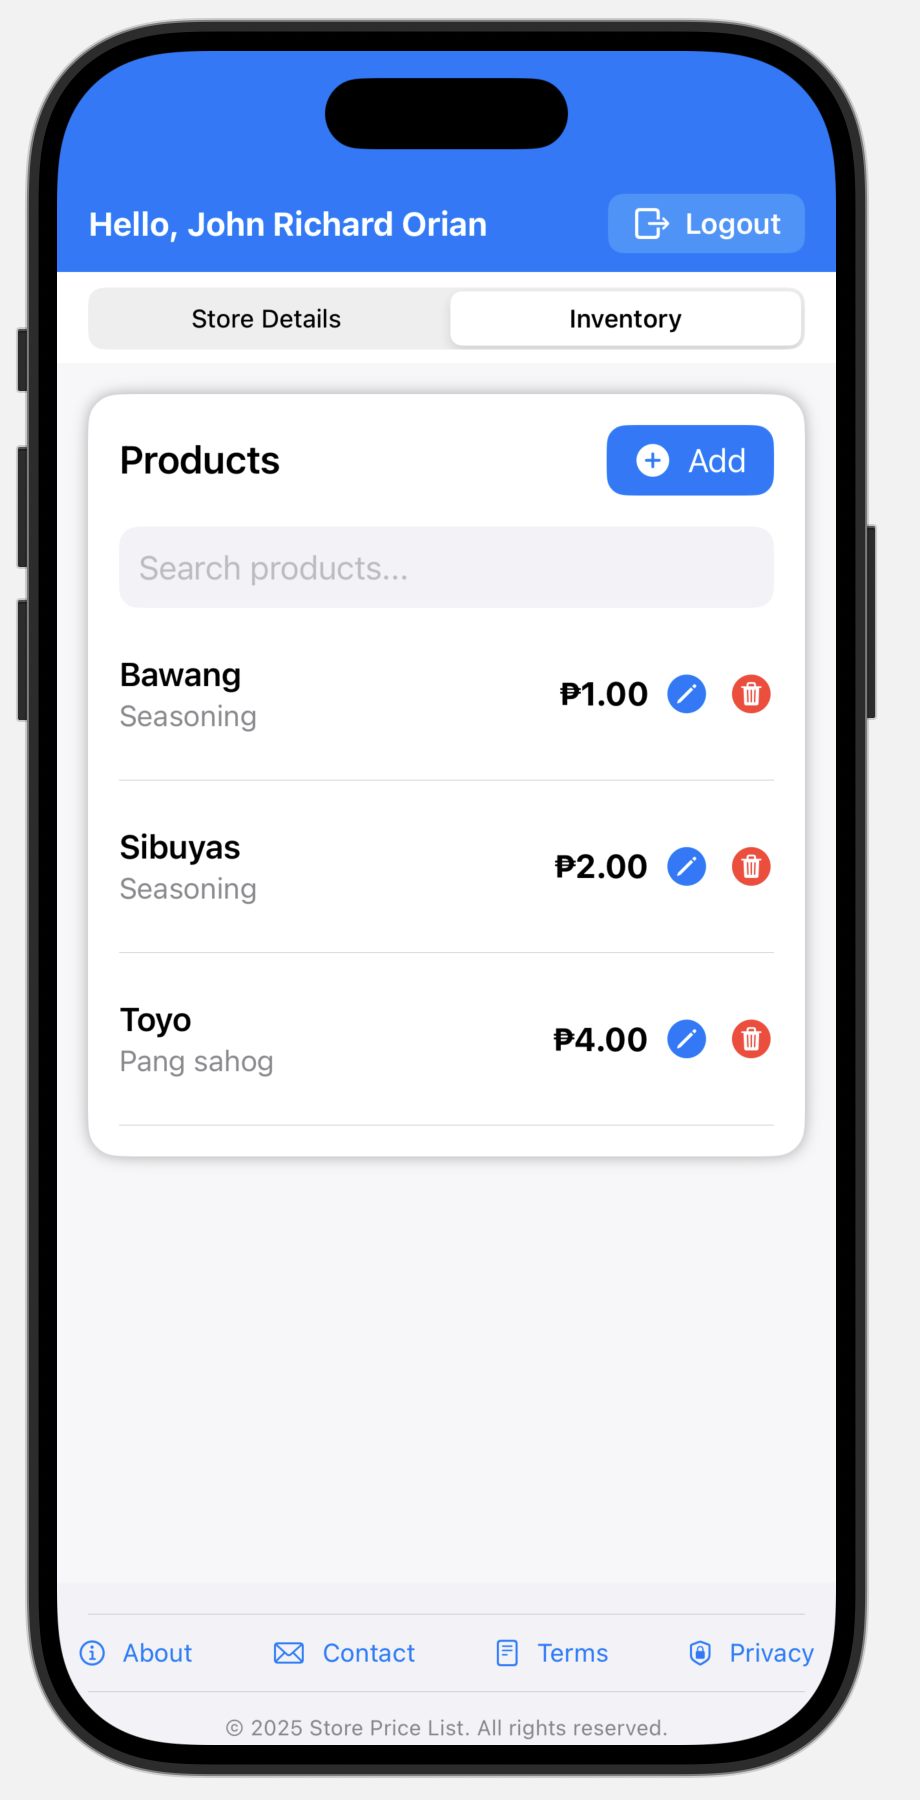 Hello, John Richard Orian
Logout
Store Details
Inventory
Products
Add
Search products...
Bawang
Seasoning
₱1.00
Sibuyas
Seasoning
₱2.00
Toyo
Pang sahog
₱4.00
About
Contact
Terms
Privacy
© 2025 Store Price List. All rights reserved.